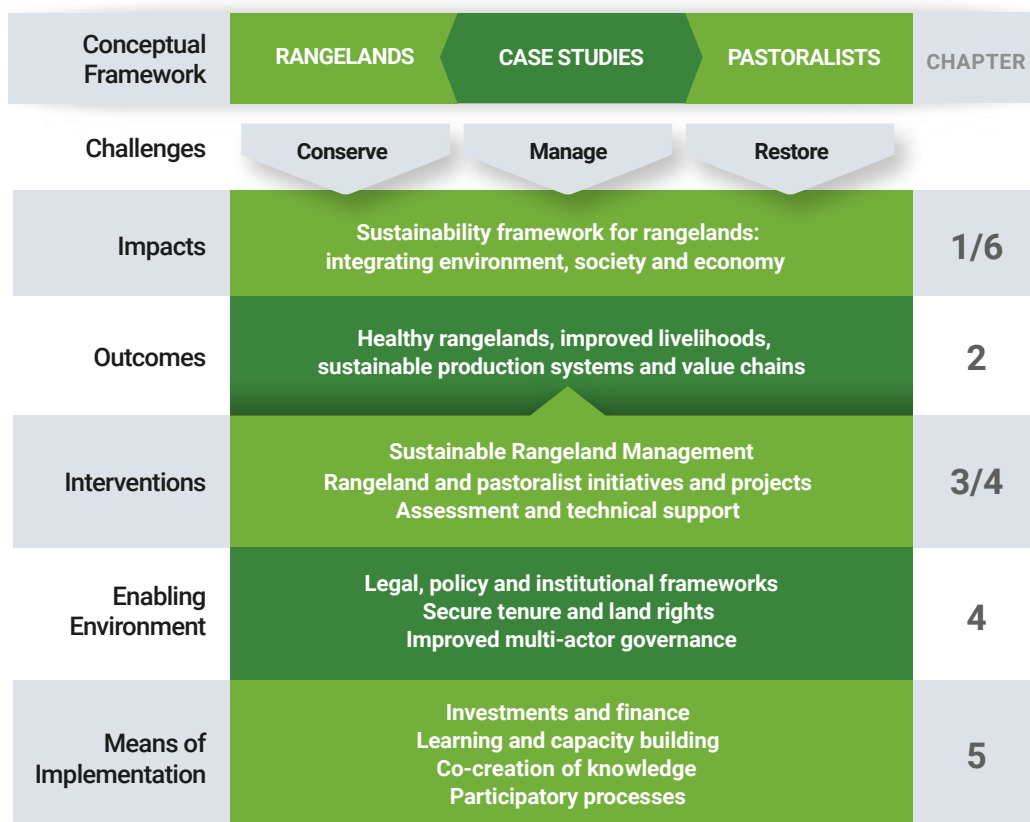 Conceptual
Framework
RANGELANDS
CASE STUDIES
PASTORALISTS
CHAPTER
Challenges
Conserve
Manage
Restore
Impacts
Sustainability framework for rangelands:
integrating environment, society and economy
1/6
Outcomes
Healthy rangelands, improved livelihoods,
sustainable production systems and value chains
2
Interventions
Sustainable Rangeland Management
Rangeland and pastoralist initiatives and projects
Assessment and technical support
3/4
Enabling
Environment
Legal, policy and institutional frameworks
Secure tenure and land rights
Improved multi-actor governance
4
Means of
Implementation
Investments and finance
Learning and capacity building
Co-creation of knowledge
Participatory processes
5